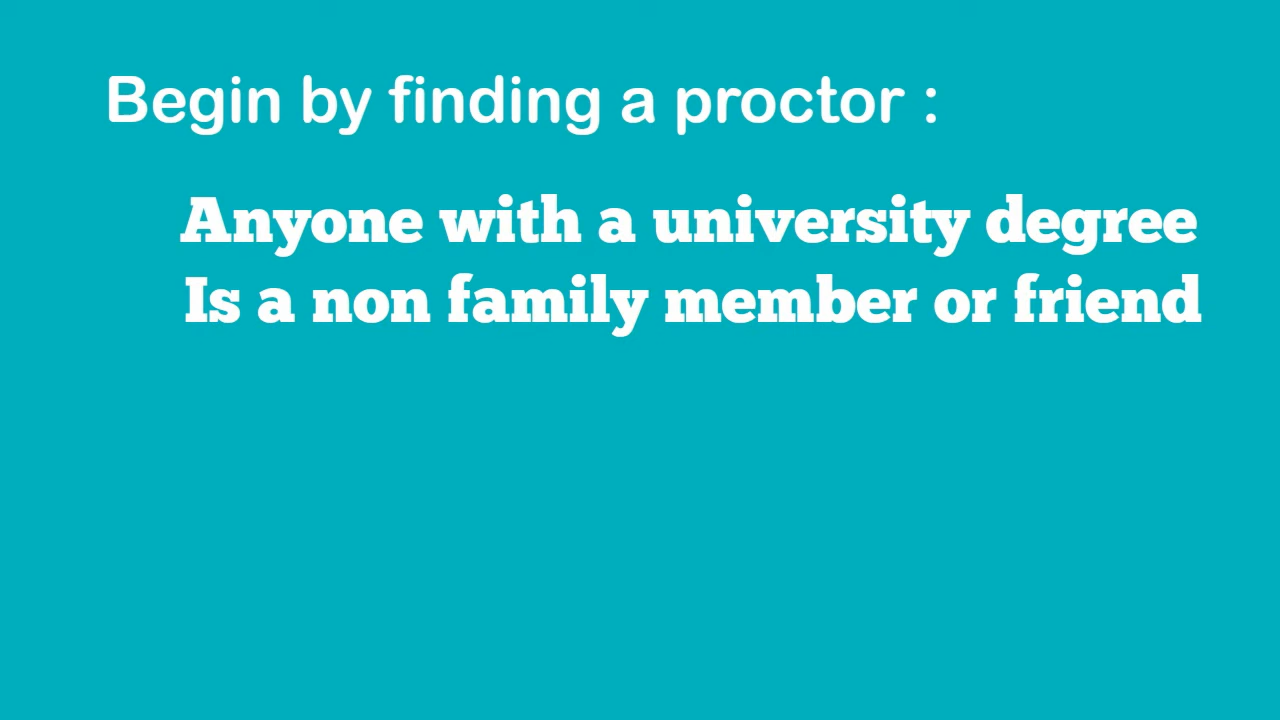 Begin by finding a proctor :
Anyone with a university degree
Is a non family member or friend